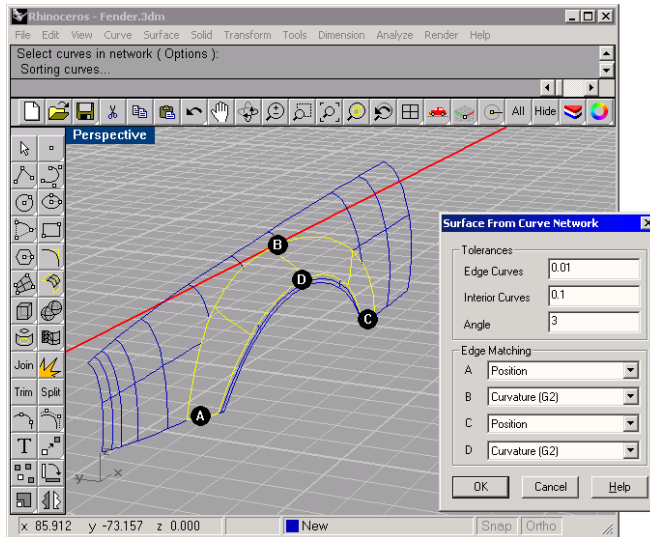 Rhinoceros - Fender.3dm
File Edit View Curve Surface Solid Transform Tools Dimension Analyze Render Help
Select curves in network ( Options ):
Sorting curves...
All Hide
Perspective
B
D
C
A
Join
Trim Split
T
y x
Surface From Curve Network
Tolerances
Edge Curves 0.01
Interior Curves 0.1
Angle 3
Edge Matching
A Position
B Curvature (G2)
C Position
D Curvature (G2)
OK Cancel Help
x 85.912 y -73.157 z 0.000 New Snap Ortho